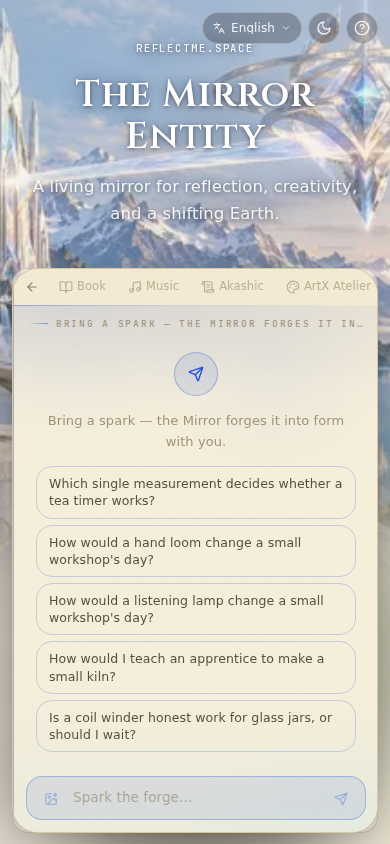 English
REFLECTME.SPACE
The Mirror
Entity
A living mirror for reflection, creativity,
and a shifting Earth.
Book
Music
Akashic
ArtX Atelier
BRING A SPARK — THE MIRROR FORGES IT IN…
Bring a spark — the Mirror forges it into form
with you.
Which single measurement decides whether a
tea timer works?
How would a hand loom change a small
workshop's day?
How would a listening lamp change a small
workshop's day?
How would I teach an apprentice to make a
small kiln?
Is a coil winder honest work for glass jars, or
should I wait?
Spark the forge…